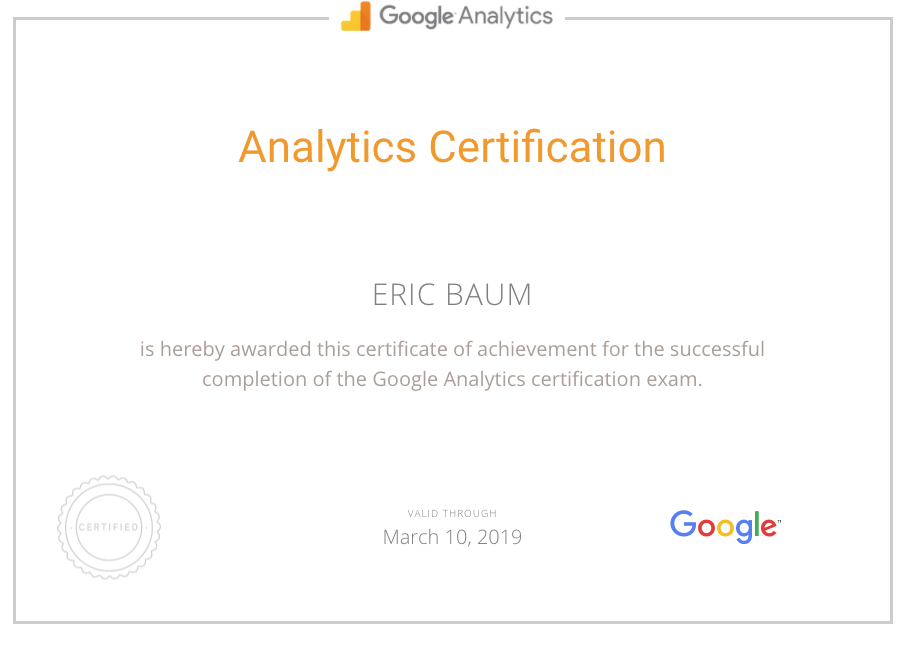 Google Analytics
Analytics Certification
ERIC BAUM
is hereby awarded this certificate of achievement for the successful
completion of the Google Analytics certification exam.
· CERTIFIED ·
VALID THROUGH
March 10, 2019
Google™